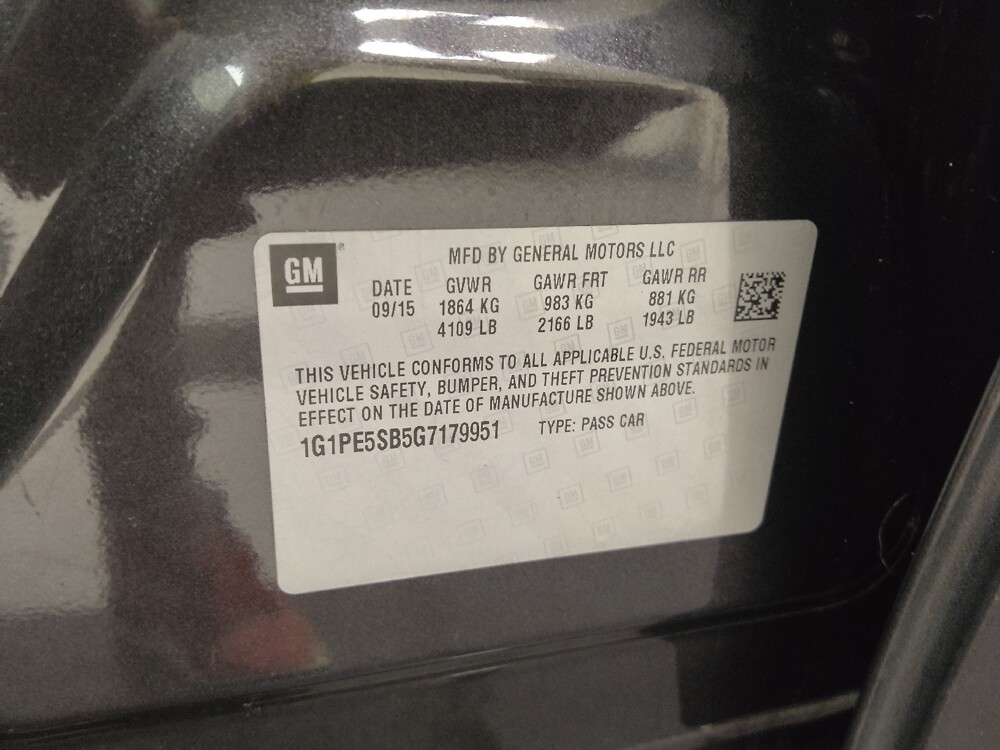 GM
MFD BY GENERAL MOTORS LLC
DATE GVWR GAWR FRT GAWR RR
09/15 1864 KG 983 KG 881 KG
4109 LB 2166 LB 1943 LB
THIS VEHICLE CONFORMS TO ALL APPLICABLE U.S. FEDERAL MOTOR
VEHICLE SAFETY, BUMPER, AND THEFT PREVENTION STANDARDS IN
EFFECT ON THE DATE OF MANUFACTURE SHOWN ABOVE.
1G1PE5SB5G7179951 TYPE: PASS CAR